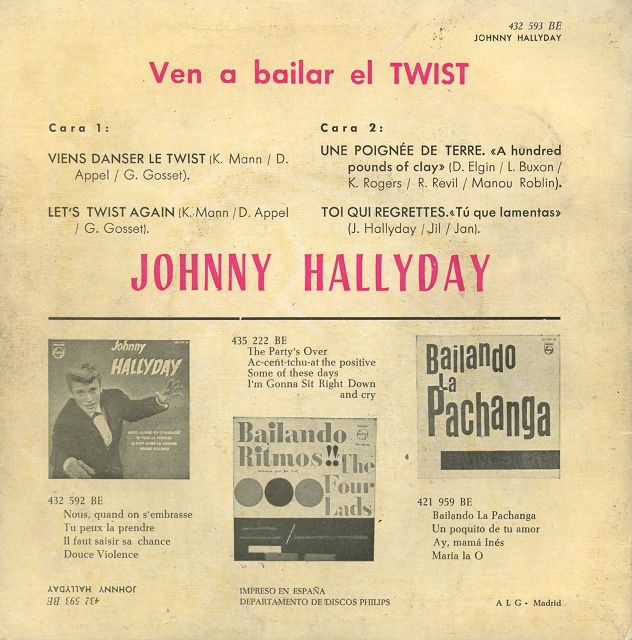 432 593 BE
JOHNNY HALLYDAY
Ven a bailar el TWIST
Cara 1:
VIENS DANSER LE TWIST (K. Mann / D.
Appel / G. Gosset).
LET'S TWIST AGAIN (K. Mann / D. Appel
/ G. Gosset).
Cara 2:
UNE POIGNÉE DE TERRE. «A hundred
pounds of clay» (D. Elgin / L. Buxon /
K. Rogers / R. Revil / Manou Roblin).
TOI QUI REGRETTES. «Tú que lamentas»
(J. Hallyday / Jil / Jan).
JOHNNY HALLYDAY
Johnny
HALLYDAY
432 592 BE
Nous, quand on s'embrasse
Tu peux la prendre
Il faut saisir sa chance
Douce Violence
435 222 BE
The Party's Over
Ac-ceñt-tchu-at the positive
Some of these days
I'm Gonna Sit Right Down
and cry
Bailando
Ritmos!! The
Four
Lads
Bailando
La
Pachanga
421 959 BE
Bailando La Pachanga
Un poquito de tu amor
Ay, mamá Inés
María la O
432 593 BE
JOHNNY HALLYDAY
IMPRESO EN ESPAÑA
DEPARTAMENTO DE DISCOS PHILIPS
A L G - Madrid